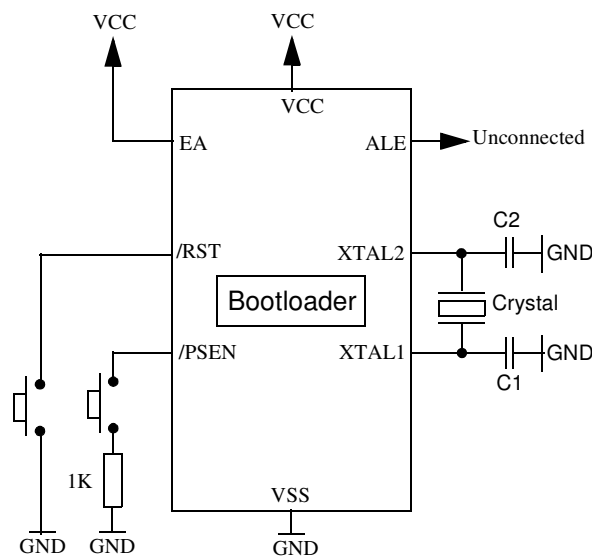 VCC
VCC
VCC
EA
ALE
Unconnected
C2
/RST
XTAL2
GND
Bootloader
Crystal
/PSEN
XTAL1
GND
C1
1K
VSS
GND
GND
GND